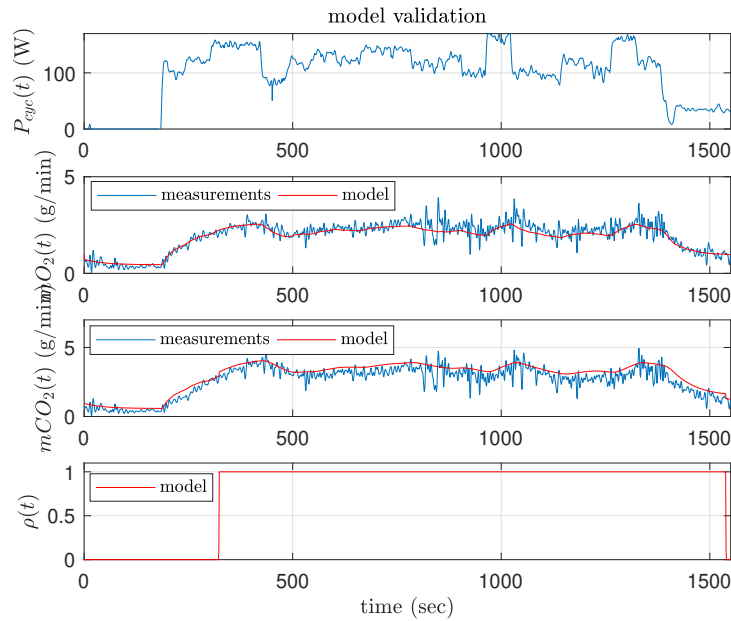 model validation
P_cyc(t) (W)
100
0
0 500 1000 1500
mO_2(t) (g/min)
5
measurements model
0
0 500 1000 1500
mCO_2(t) (g/min)
5
measurements model
0
0 500 1000 1500
ρ(t)
1
model
0.5
0
0 500 1000 1500
time (sec)